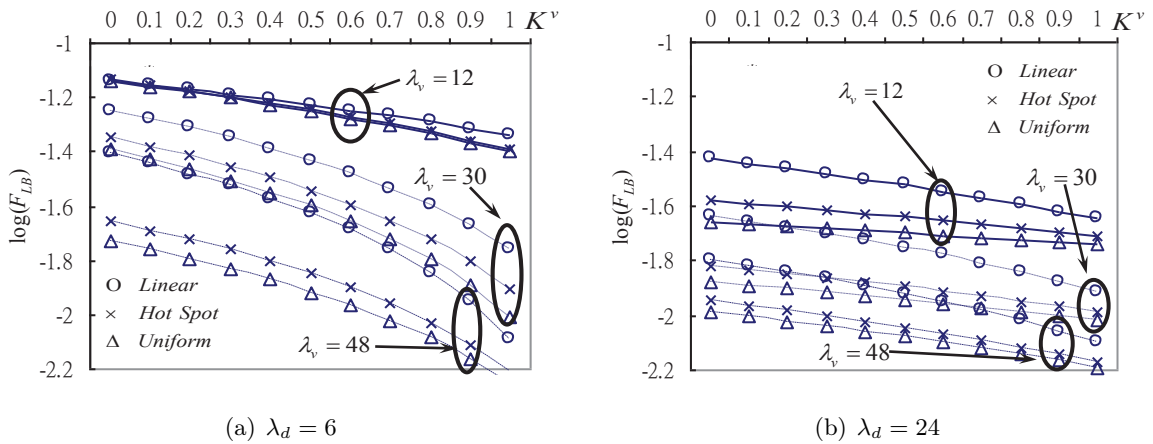 0 0.1 0.2 0.3 0.4 0.5 0.6 0.7 0.8 0.9 1 K^v
-1
-1.2
-1.4
-1.6
-1.8
-2
-2.2
log(F_LB)
λ_v = 12
λ_v = 30
λ_v = 48
Linear
Hot Spot
Uniform
(a) λ_d = 6
0 0.1 0.2 0.3 0.4 0.5 0.6 0.7 0.8 0.9 1 K^v
-1
-1.2
-1.4
-1.6
-1.8
-2
-2.2
log(F_LB)
Linear
Hot Spot
Uniform
λ_v = 12
λ_v = 30
λ_v = 48
(b) λ_d = 24